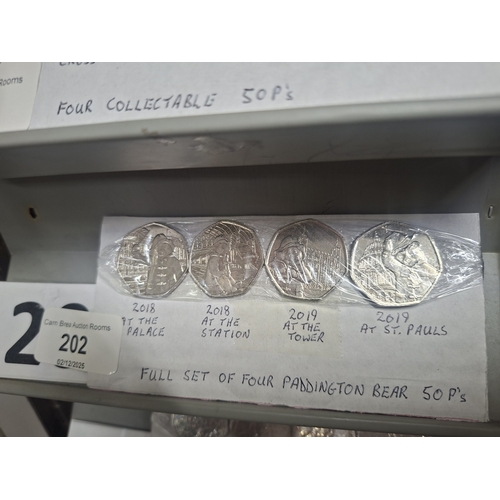 Rooms
FOUR COLLECTABLE 50P's
2018
AT THE
PALACE
2018
AT THE
STATION
2019
AT THE
TOWER
2019
AT ST. PAULS
FULL SET OF FOUR PADDINGTON BEAR 50P's
Carn Brea Auction Rooms
202
02/12/2025